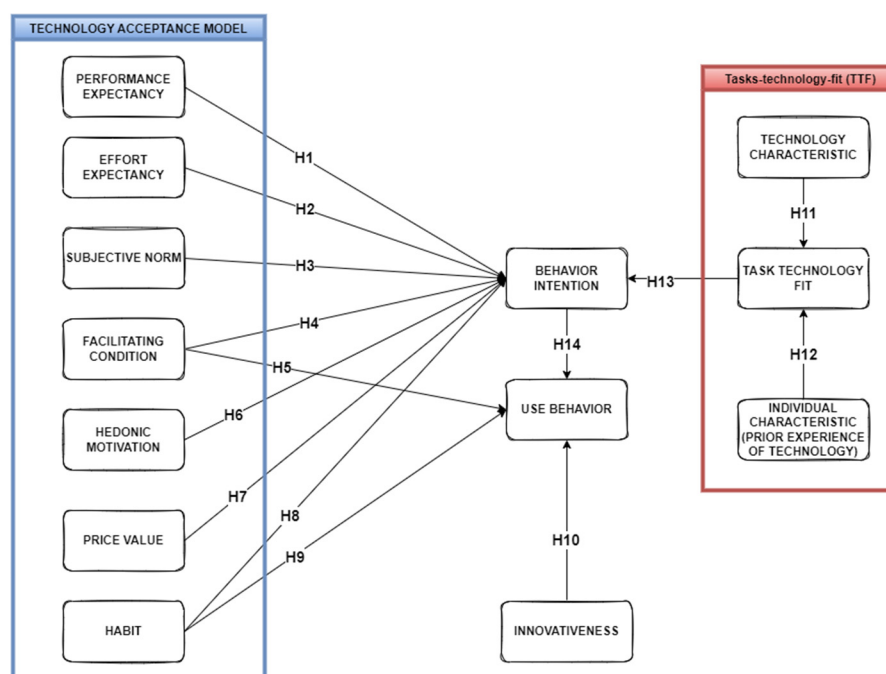 TECHNOLOGY ACCEPTANCE MODEL
PERFORMANCE
EXPECTANCY
EFFORT
EXPECTANCY
SUBJECTIVE NORM
FACILITATING
CONDITION
HEDONIC
MOTIVATION
PRICE VALUE
HABIT
H1
H2
H3
H4
H5
H6
H7
H8
H9
BEHAVIOR
INTENTION
H14
USE BEHAVIOR
H10
INNOVATIVENESS
H13
Tasks-technology-fit (TTF)
TECHNOLOGY
CHARACTERISTIC
H11
TASK TECHNOLOGY
FIT
H12
INDIVIDUAL
CHARACTERISTIC
(PRIOR EXPERIENCE
OF TECHNOLOGY)